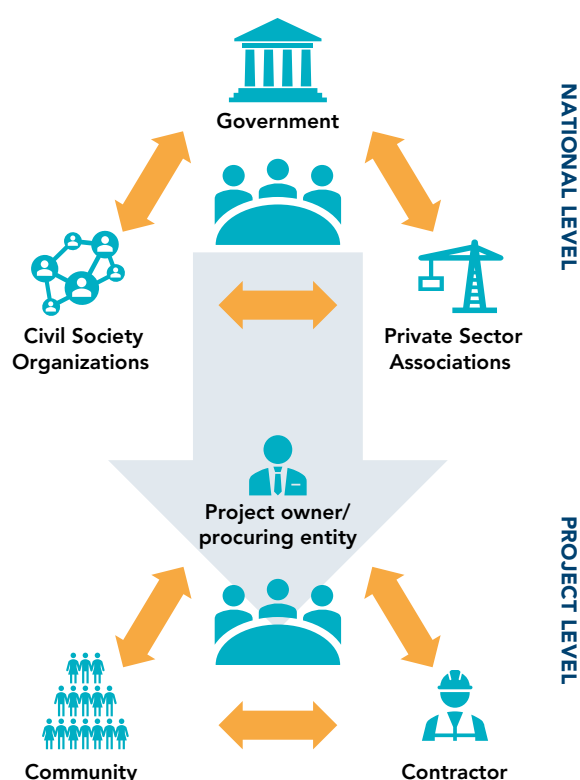 Government
NATIONAL LEVEL
Civil Society
Organizations
Private Sector
Associations
Project owner/
procuring entity
PROJECT LEVEL
Community
Contractor